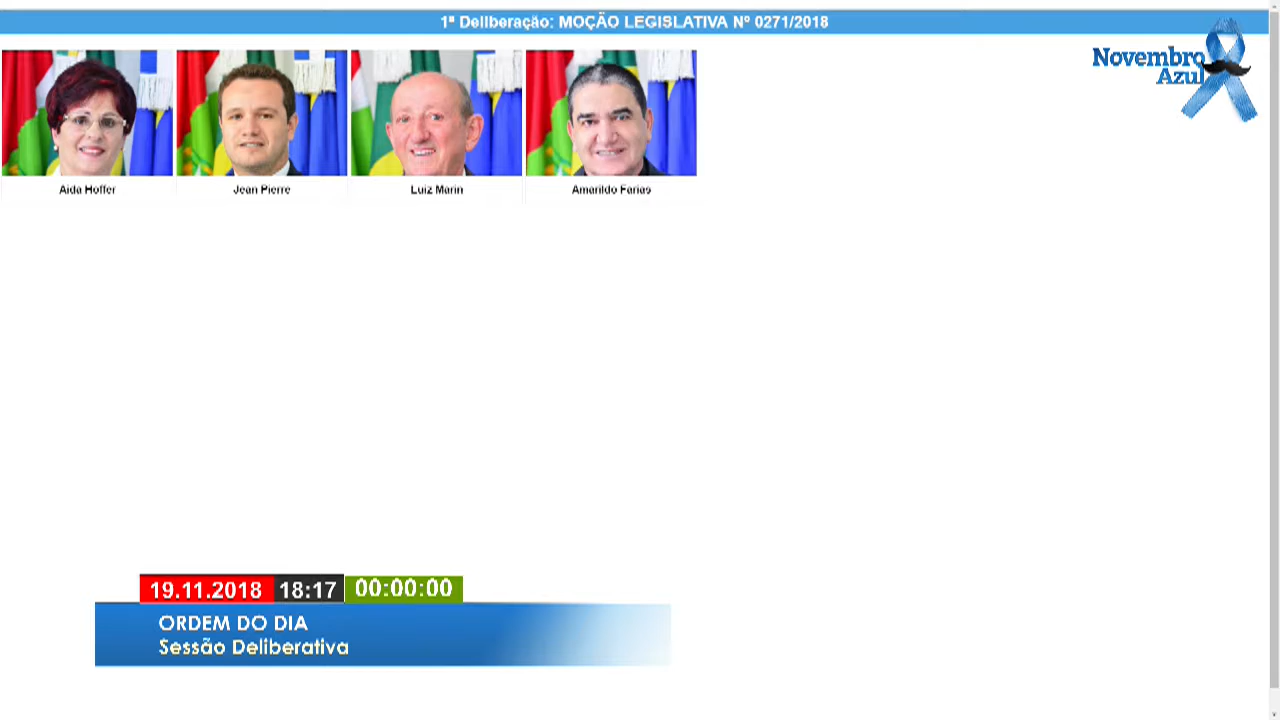 1ª Deliberação: MOÇÃO LEGISLATIVA Nº 0271/2018
Novembro
Azul
Aida Hoffer
Jean Pierre
Luiz Marin
Amarildo Farias
19.11.2018 18:17 00:00:00
ORDEM DO DIA
Sessão Deliberativa